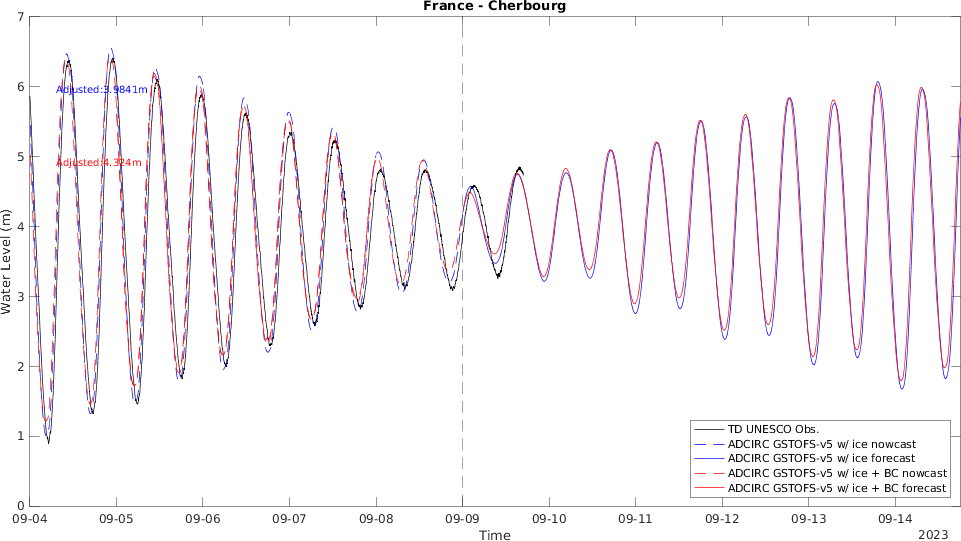 France - Cherbourg
7
6
5
4
3
2
1
0
Water Level (m)
Adjusted:3.9841m
Adjusted:4.324m
TD UNESCO Obs.
ADCIRC GSTOFS-v5 w/ ice nowcast
ADCIRC GSTOFS-v5 w/ ice forecast
ADCIRC GSTOFS-v5 w/ ice + BC nowcast
ADCIRC GSTOFS-v5 w/ ice + BC forecast
09-04 09-05 09-06 09-07 09-08 09-09 09-10 09-11 09-12 09-13 09-14
Time
2023